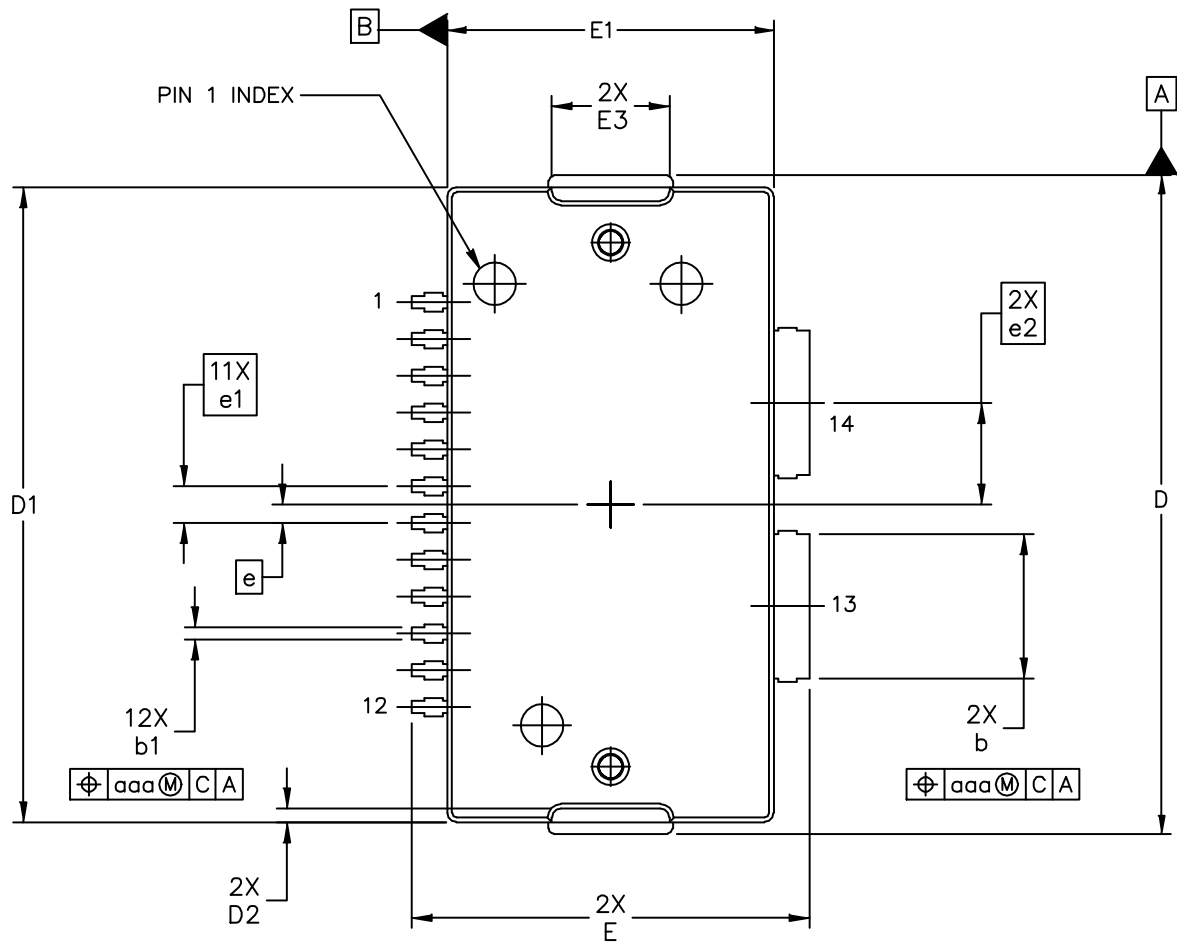 B
E1
PIN 1 INDEX
2X
E3
A
1
2X
e2
11X
e1
14
D1
D
e
13
12
12X
b1
2X
b
⌖ aaa Ⓜ C A
⌖ aaa Ⓜ C A
2X
D2
2X
E